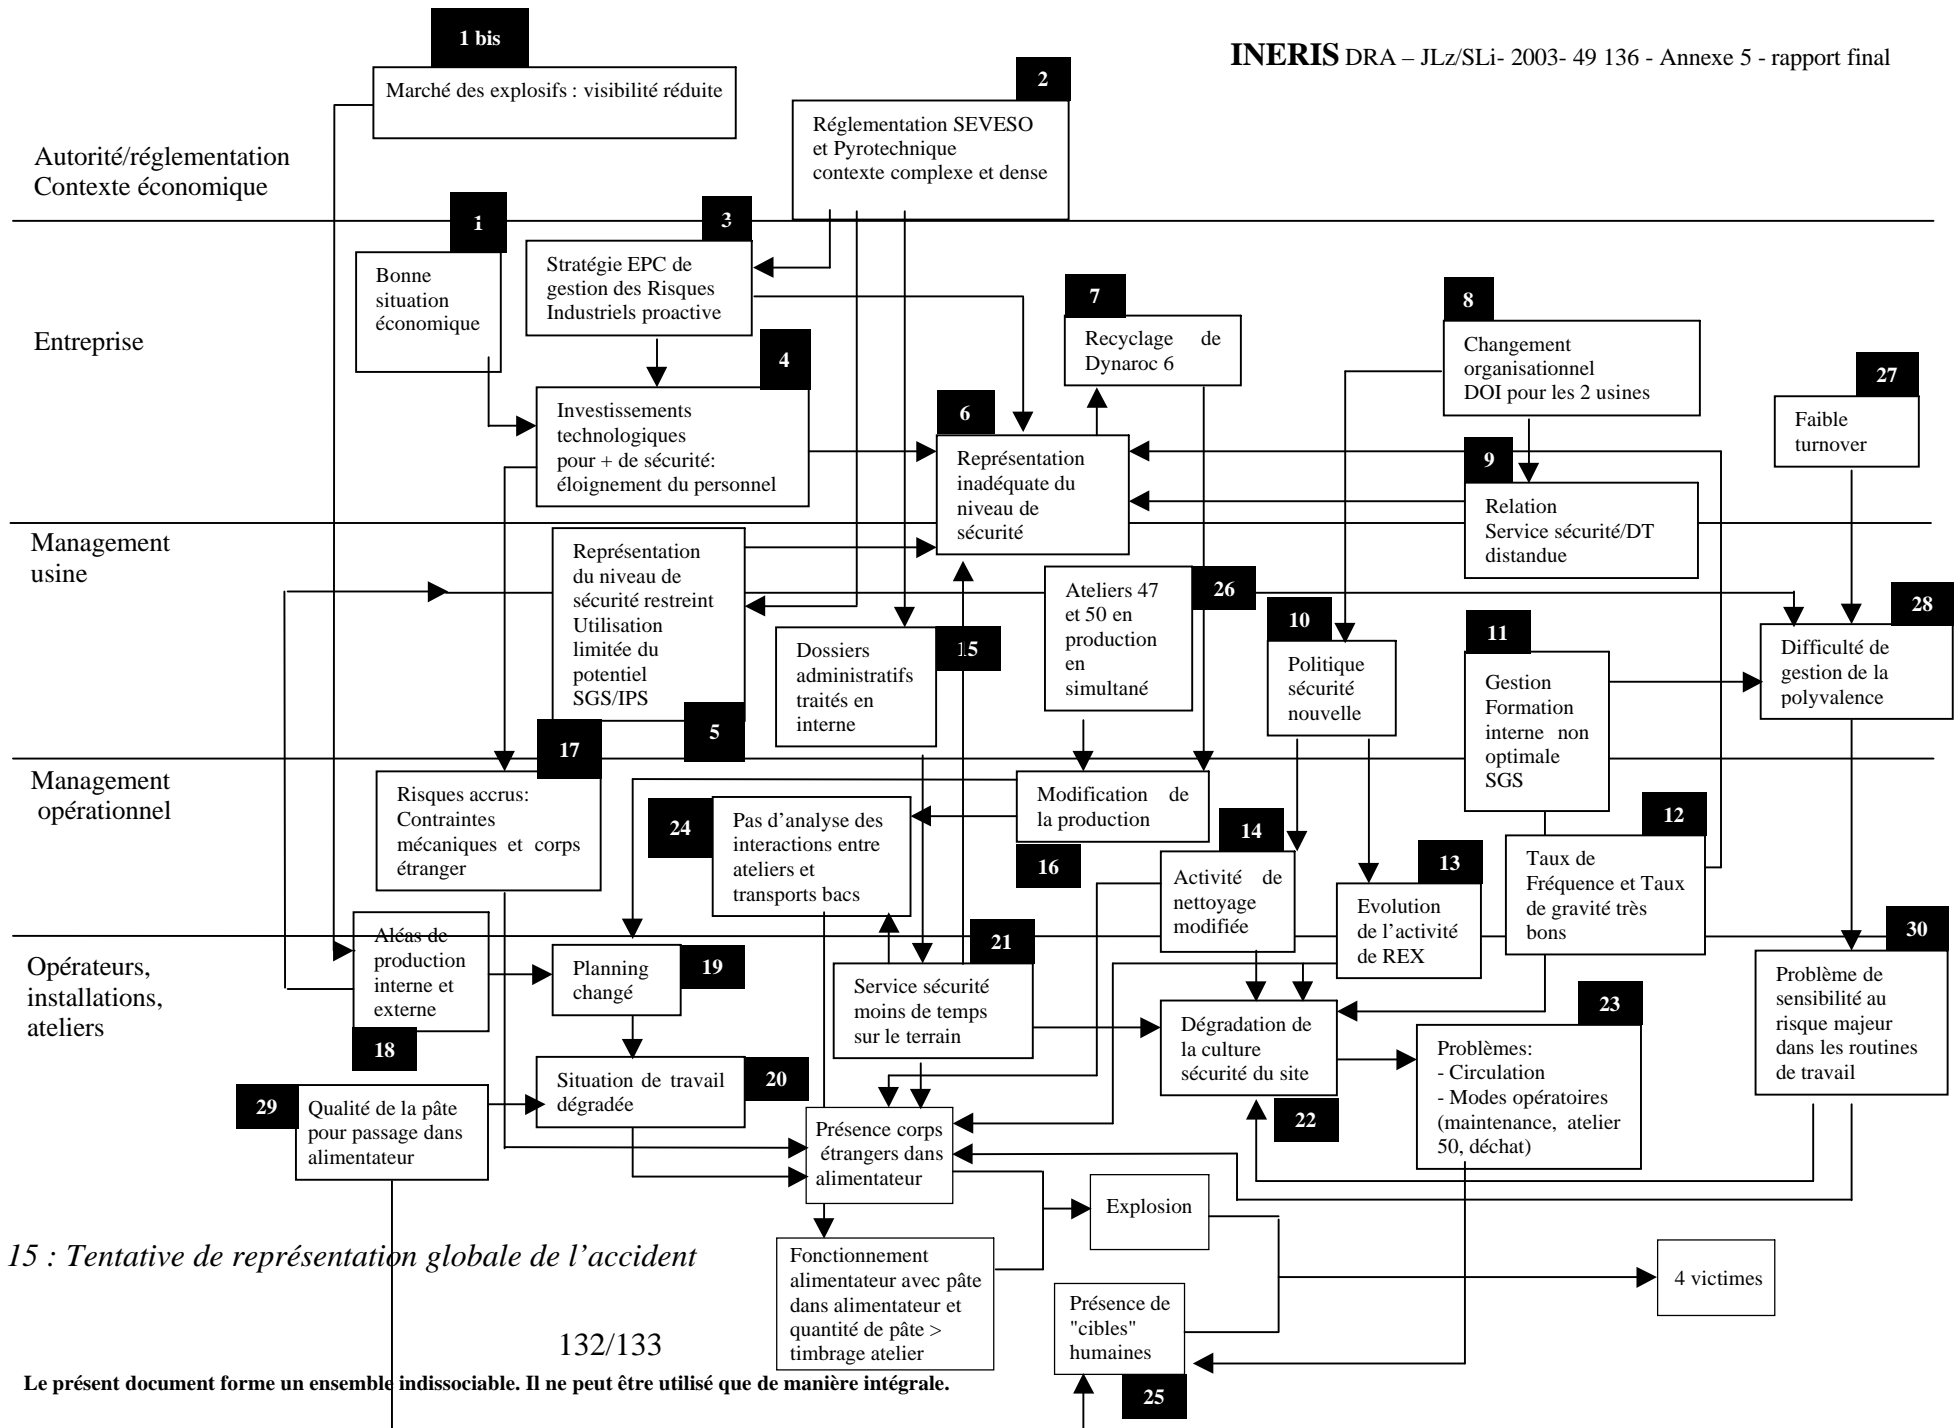 1 bis
INERIS DRA – JLz/SLi- 2003- 49 136 - Annexe 5 - rapport final
Marché des explosifs : visibilité réduite
2
Réglementation SEVESO
et Pyrotechnique
contexte complexe et dense
Autorité/réglementation
Contexte économique
1
Bonne
situation
économique
3
Stratégie EPC de
gestion des Risques
Industriels proactive
7
Recyclage de
Dynaroc 6
8
Changement
organisationnel
DOI pour les 2 usines
Entreprise
4
Investissements
technologiques
pour + de sécurité:
éloignement du personnel
6
Représentation
inadéquate du
niveau de
sécurité
27
Faible
turnover
9
Relation
Service sécurité/DT
distandue
Management
usine
Représentation
du niveau de
sécurité restreint
Utilisation
limitée du
potentiel
SGS/IPS
5
15
Dossiers
administratifs
traités en
interne
26
Ateliers 47
et 50 en
production
en
simultané
10
Politique
sécurité
nouvelle
11
Gestion
Formation
interne non
optimale
SGS
28
Difficulté de
gestion de la
polyvalence
Management
opérationnel
17
Risques accrus:
Contraintes
mécaniques et corps
étranger
24
Pas d’analyse des
interactions entre
ateliers et
transports bacs
Modification de
la production
16
14
Activité de
nettoyage
modifiée
13
Evolution
de l’activité
de REX
12
Taux de
Fréquence et Taux
de gravité très
bons
Opérateurs,
installations,
ateliers
Aléas de
production
interne et
externe
18
Planning
changé
19
21
Service sécurité
moins de temps
sur le terrain
Dégradation de
la culture
sécurité du site
22
23
Problèmes:
- Circulation
- Modes opératoires
(maintenance, atelier
50, déchat)
30
Problème de
sensibilité au
risque majeur
dans les routines
de travail
29
Qualité de la pâte
pour passage dans
alimentateur
Situation de travail
dégradée
20
Présence corps
étrangers dans
alimentateur
Explosion
15 : Tentative de représentation globale de l’accident
Fonctionnement
alimentateur avec pâte
dans alimentateur et
quantité de pâte >
timbrage atelier
Présence de
"cibles"
humaines
25
4 victimes
132/133
Le présent document forme un ensemble indissociable. Il ne peut être utilisé que de manière intégrale.